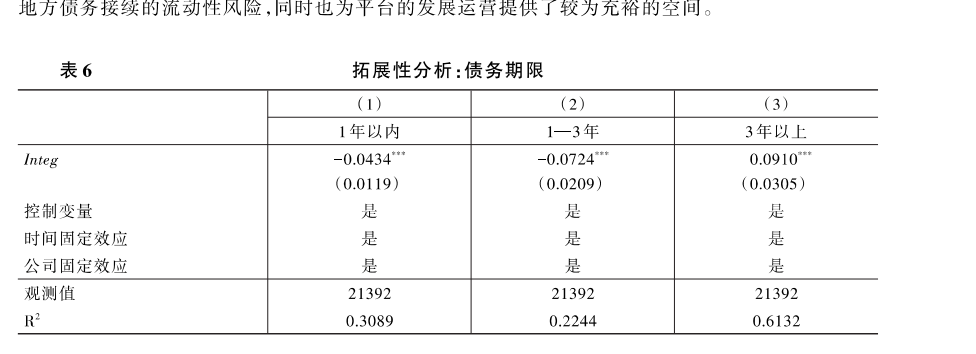 地方债务接续的流动性风险,同时也为平台的发展运营提供了较为充裕的空间。
表6 拓展性分析:债务期限
(1) (2) (3)
1年以内 1—3年 3年以上
Integ -0.0434*** -0.0724*** 0.0910***
(0.0119) (0.0209) (0.0305)
控制变量 是 是 是
时间固定效应 是 是 是
公司固定效应 是 是 是
观测值 21392 21392 21392
R² 0.3089 0.2244 0.6132